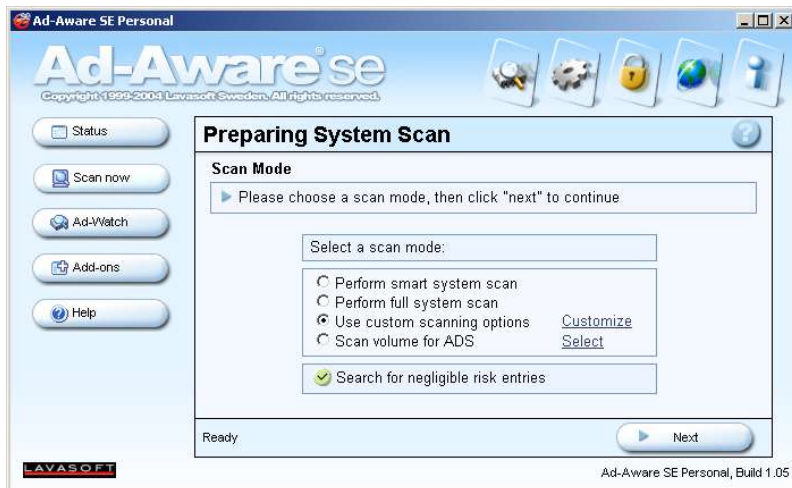 Ad-Aware SE Personal
Ad-Aware se
Copyright 1999-2004 Lavasoft Sweden. All rights reserved.
Status
Scan now
Ad-Watch
Add-ons
Help
Preparing System Scan
Scan Mode
Please choose a scan mode, then click "next" to continue
Select a scan mode:
Perform smart system scan
Perform full system scan
Use custom scanning options Customize
Scan volume for ADS Select
Search for negligible risk entries
Ready
Next
LAVASOFT
Ad-Aware SE Personal, Build 1.05